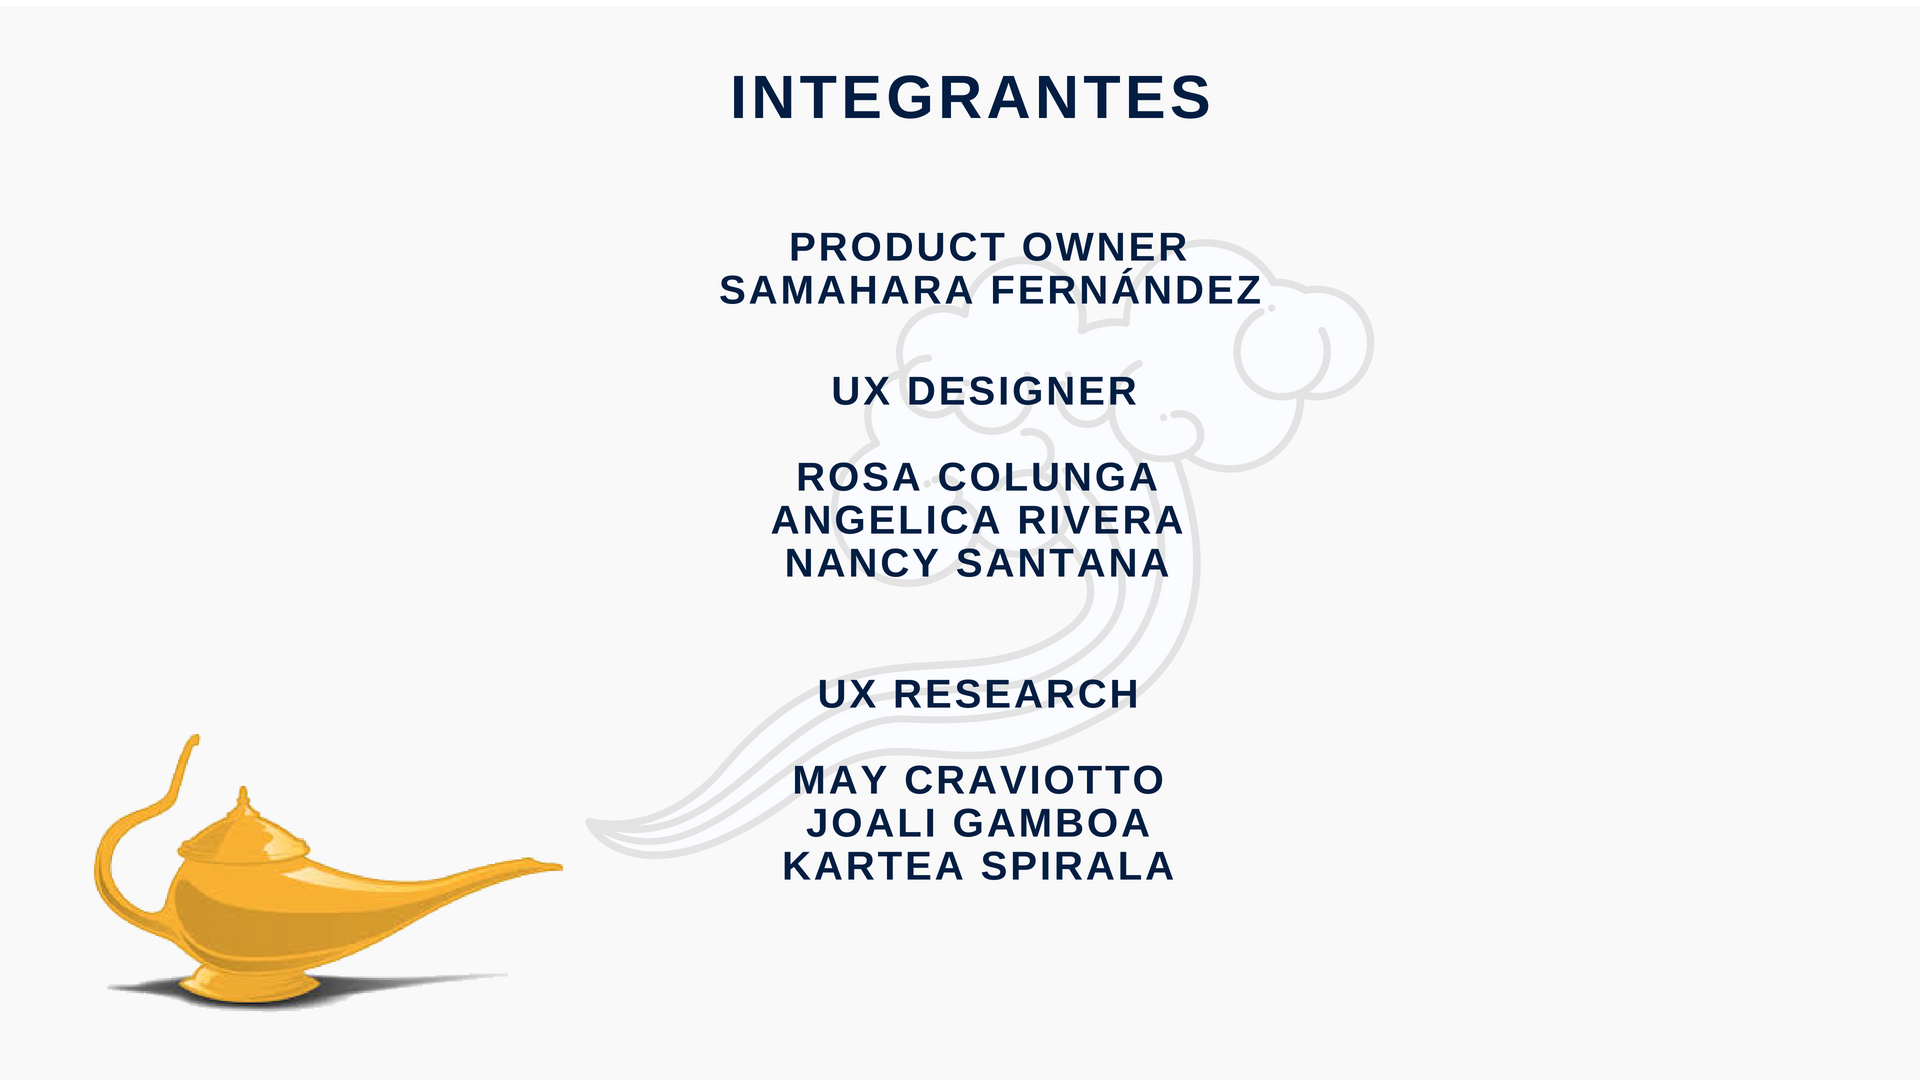 INTEGRANTES
PRODUCT OWNER
SAMAHARA FERNÁNDEZ
UX DESIGNER
ROSA COLUNGA
ANGELICA RIVERA
NANCY SANTANA
UX RESEARCH
MAY CRAVIOTTO
JOALI GAMBOA
KARTEA SPIRALA